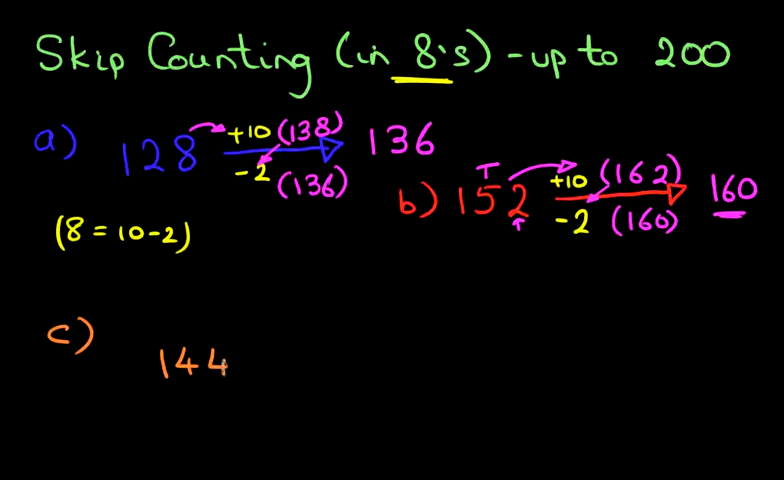 Skip Counting (in 8's) - up to 200
a) 128 +10 (138) 136
-2 (136)
b) 152 +10 (162) 160
-2 (160)
(8 = 10-2)
c) 144